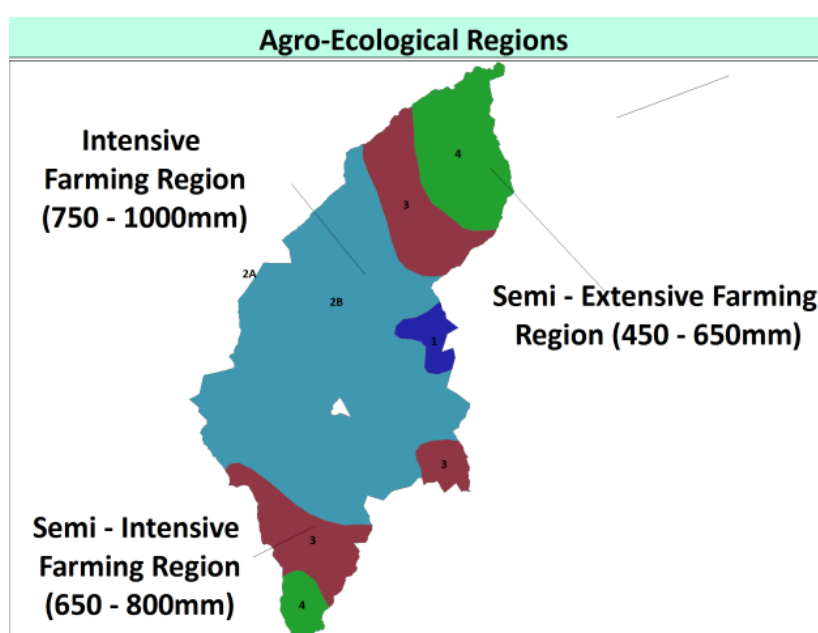 Agro-Ecological Regions
Intensive
Farming Region
(750 - 1000mm)
4
3
2A
2B
Semi - Extensive Farming
Region (450 - 650mm)
1
3
Semi - Intensive
Farming Region
(650 - 800mm)
3
4